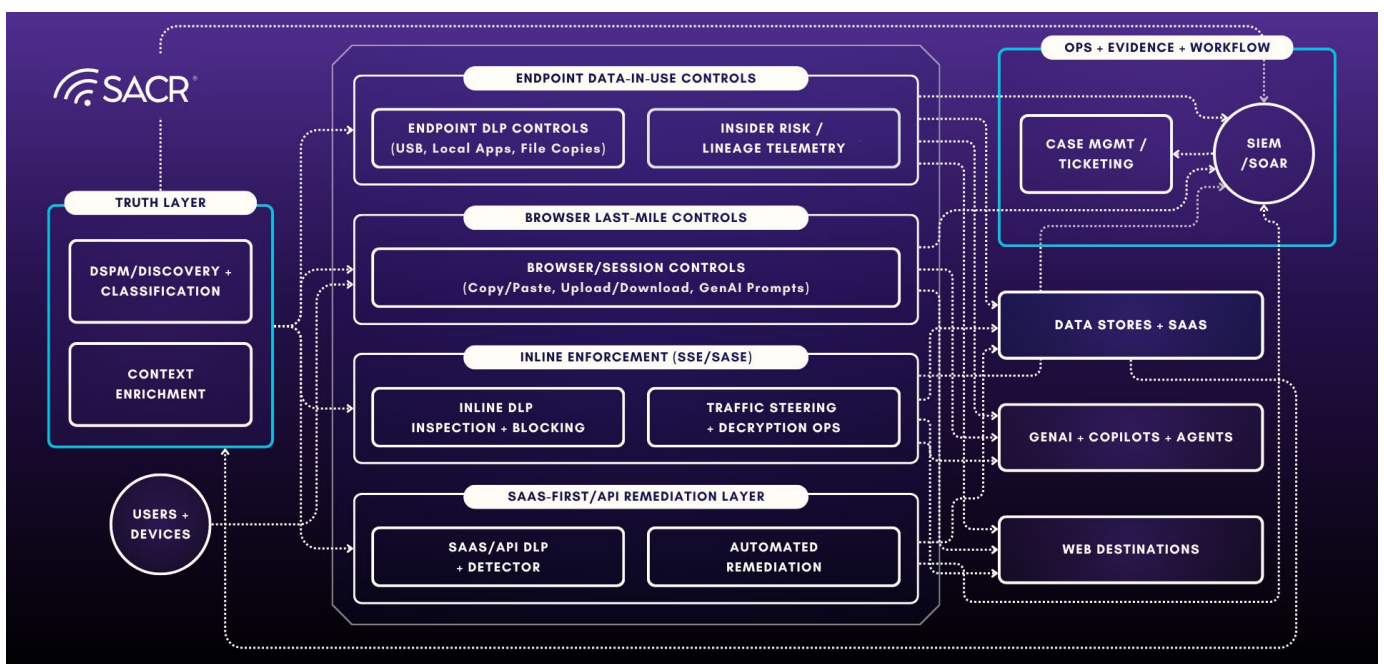 SACR
TRUTH LAYER
DSPM/DISCOVERY +
CLASSIFICATION
CONTEXT
ENRICHMENT
USERS +
DEVICES
ENDPOINT DATA-IN-USE CONTROLS
ENDPOINT DLP CONTROLS
(USB, Local Apps, File Copies)
INSIDER RISK /
LINEAGE TELEMETRY
BROWSER LAST-MILE CONTROLS
BROWSER/SESSION CONTROLS
(Copy/Paste, Upload/Download, GenAI Prompts)
INLINE ENFORCEMENT (SSE/SASE)
INLINE DLP
INSPECTION + BLOCKING
TRAFFIC STEERING
+ DECRYPTION OPS
SAAS-FIRST/API REMEDIATION LAYER
SAAS/API DLP
+ DETECTOR
AUTOMATED
REMEDIATION
OPS + EVIDENCE + WORKFLOW
CASE MGMT /
TICKETING
SIEM
/SOAR
DATA STORES + SAAS
GENAI + COPILOTS + AGENTS
WEB DESTINATIONS